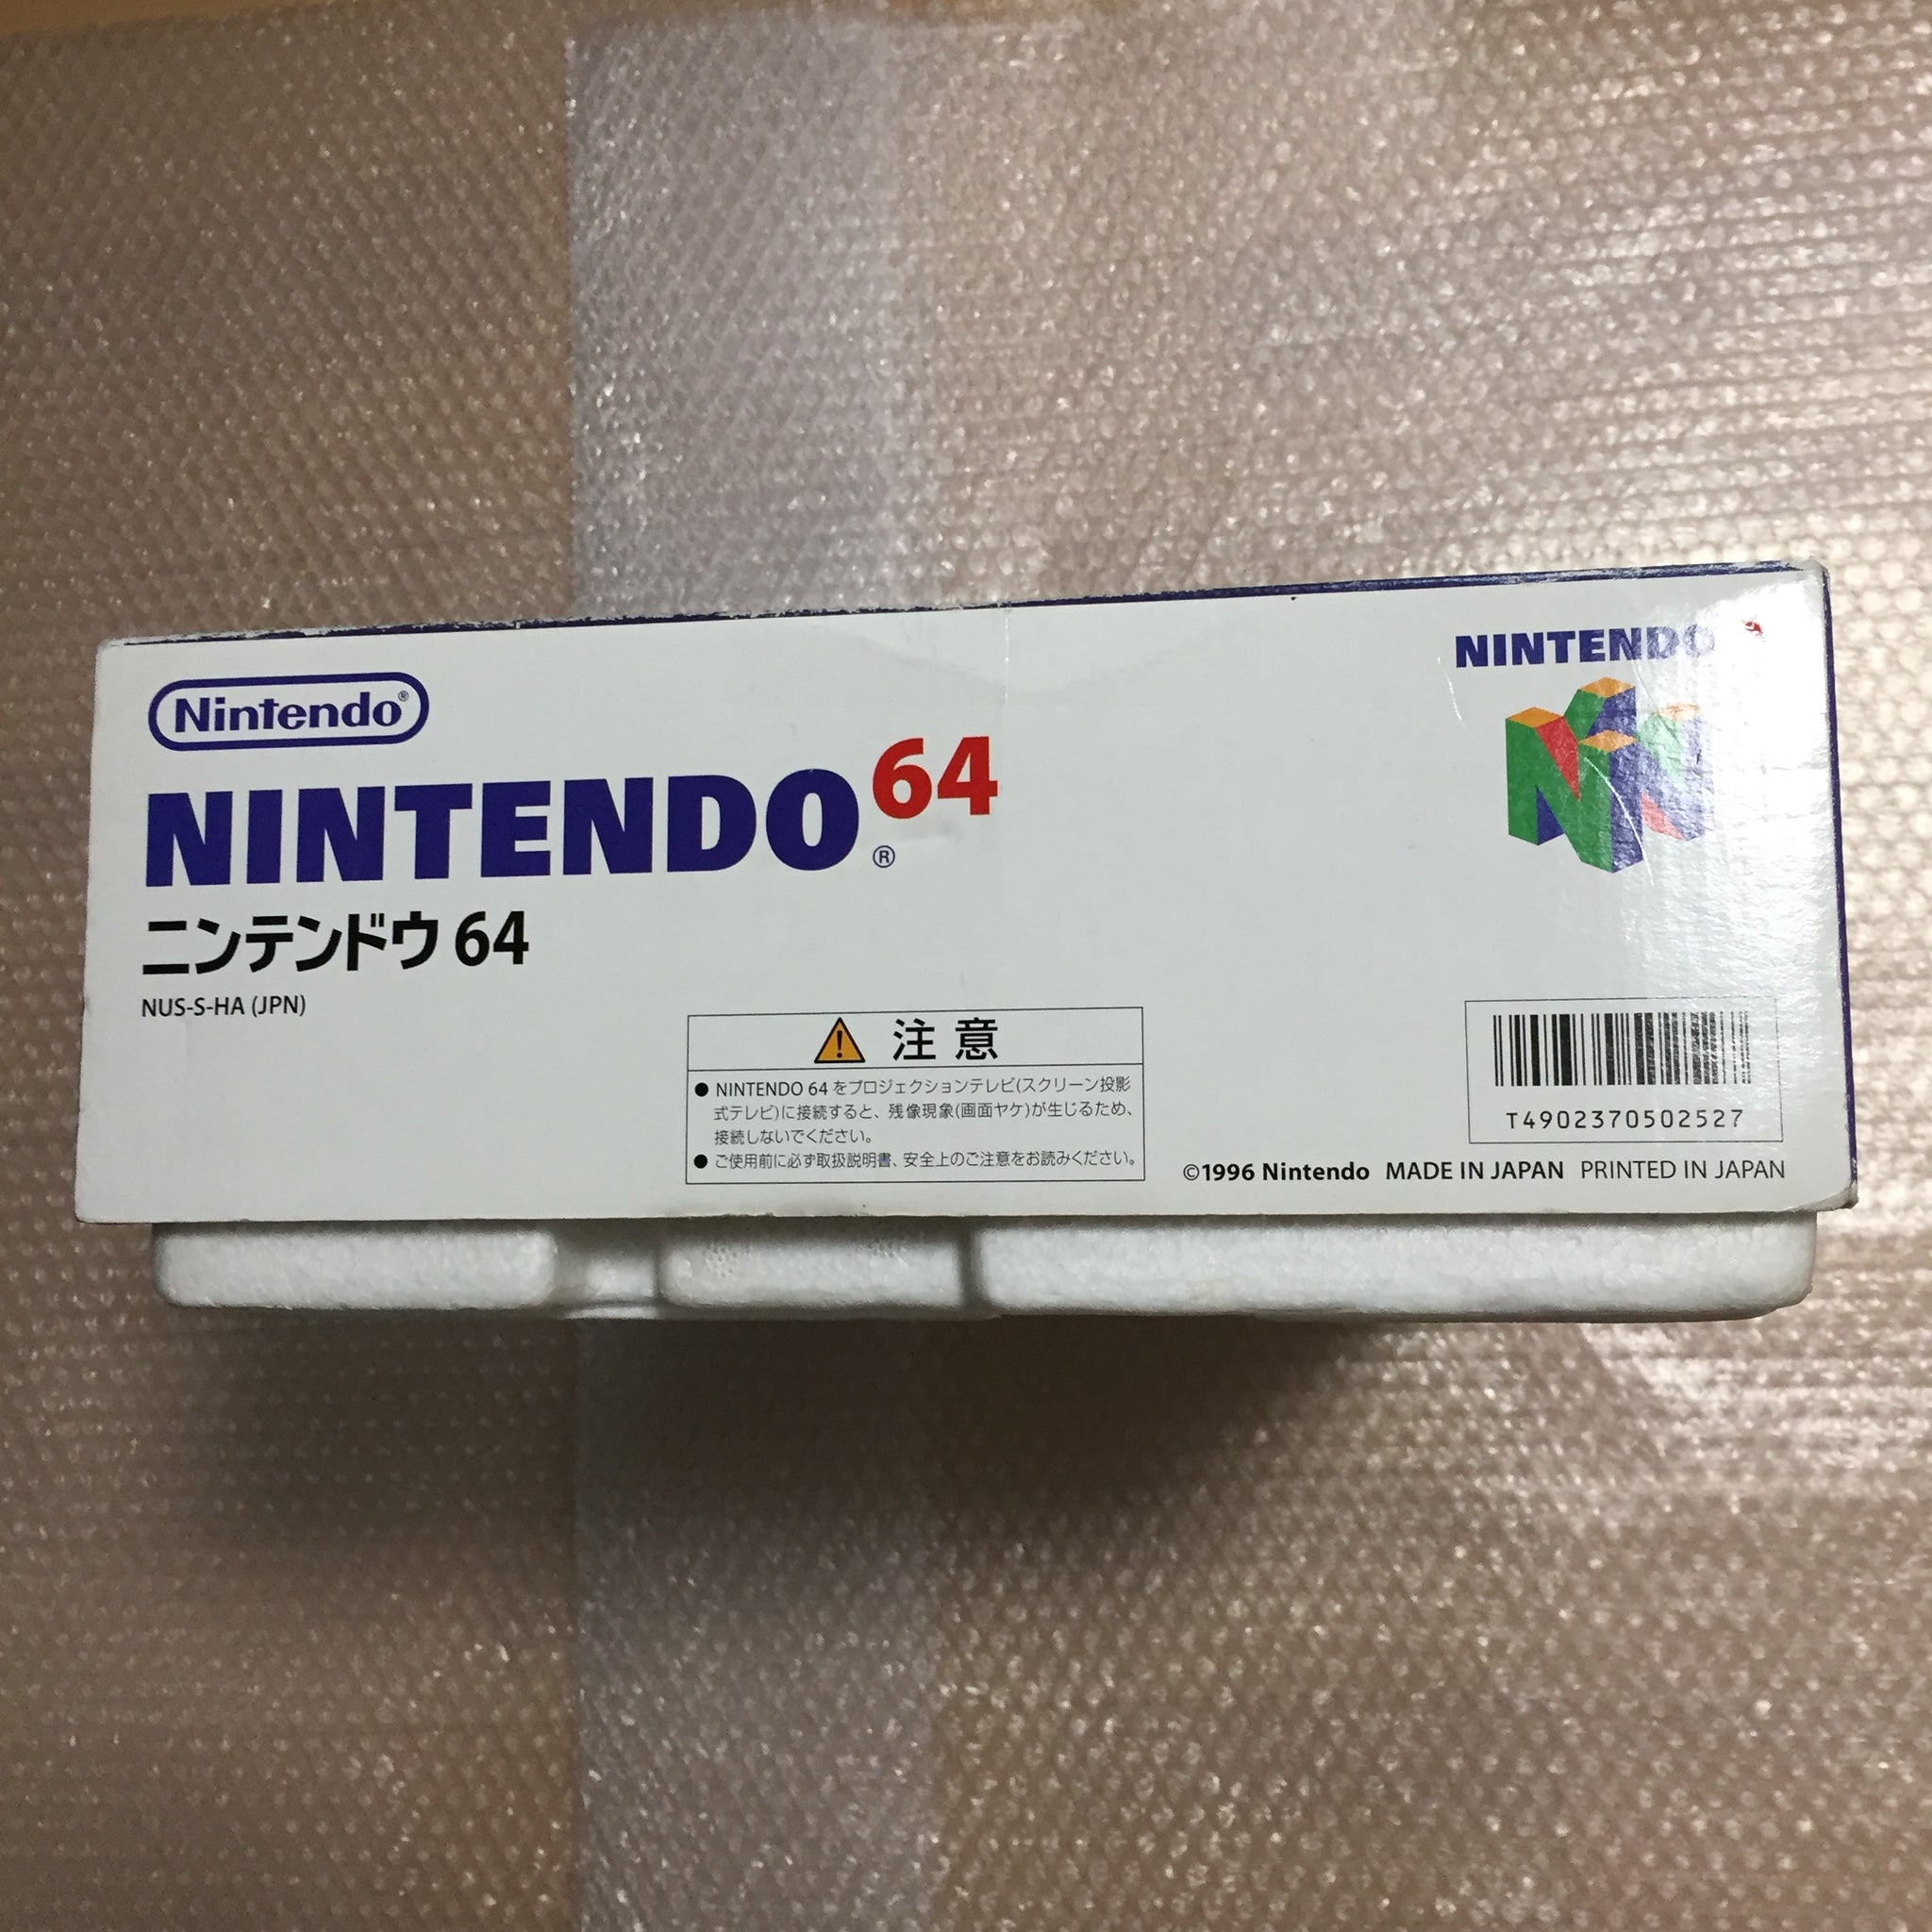 Nintendo®
NINTENDO64®
ニンテンドウ64
NUS-S-HA (JPN)
NINTENDO
注意
● NINTENDO 64 をプロジェクションテレビ(スクリーン投影
式テレビ)に接続すると、残像現象(画面ヤケ)が生じるため、
接続しないでください。
● ご使用前に必ず取扱説明書、安全上のご注意をお読みください。
T4902370502527
©1996 Nintendo MADE IN JAPAN PRINTED IN JAPAN